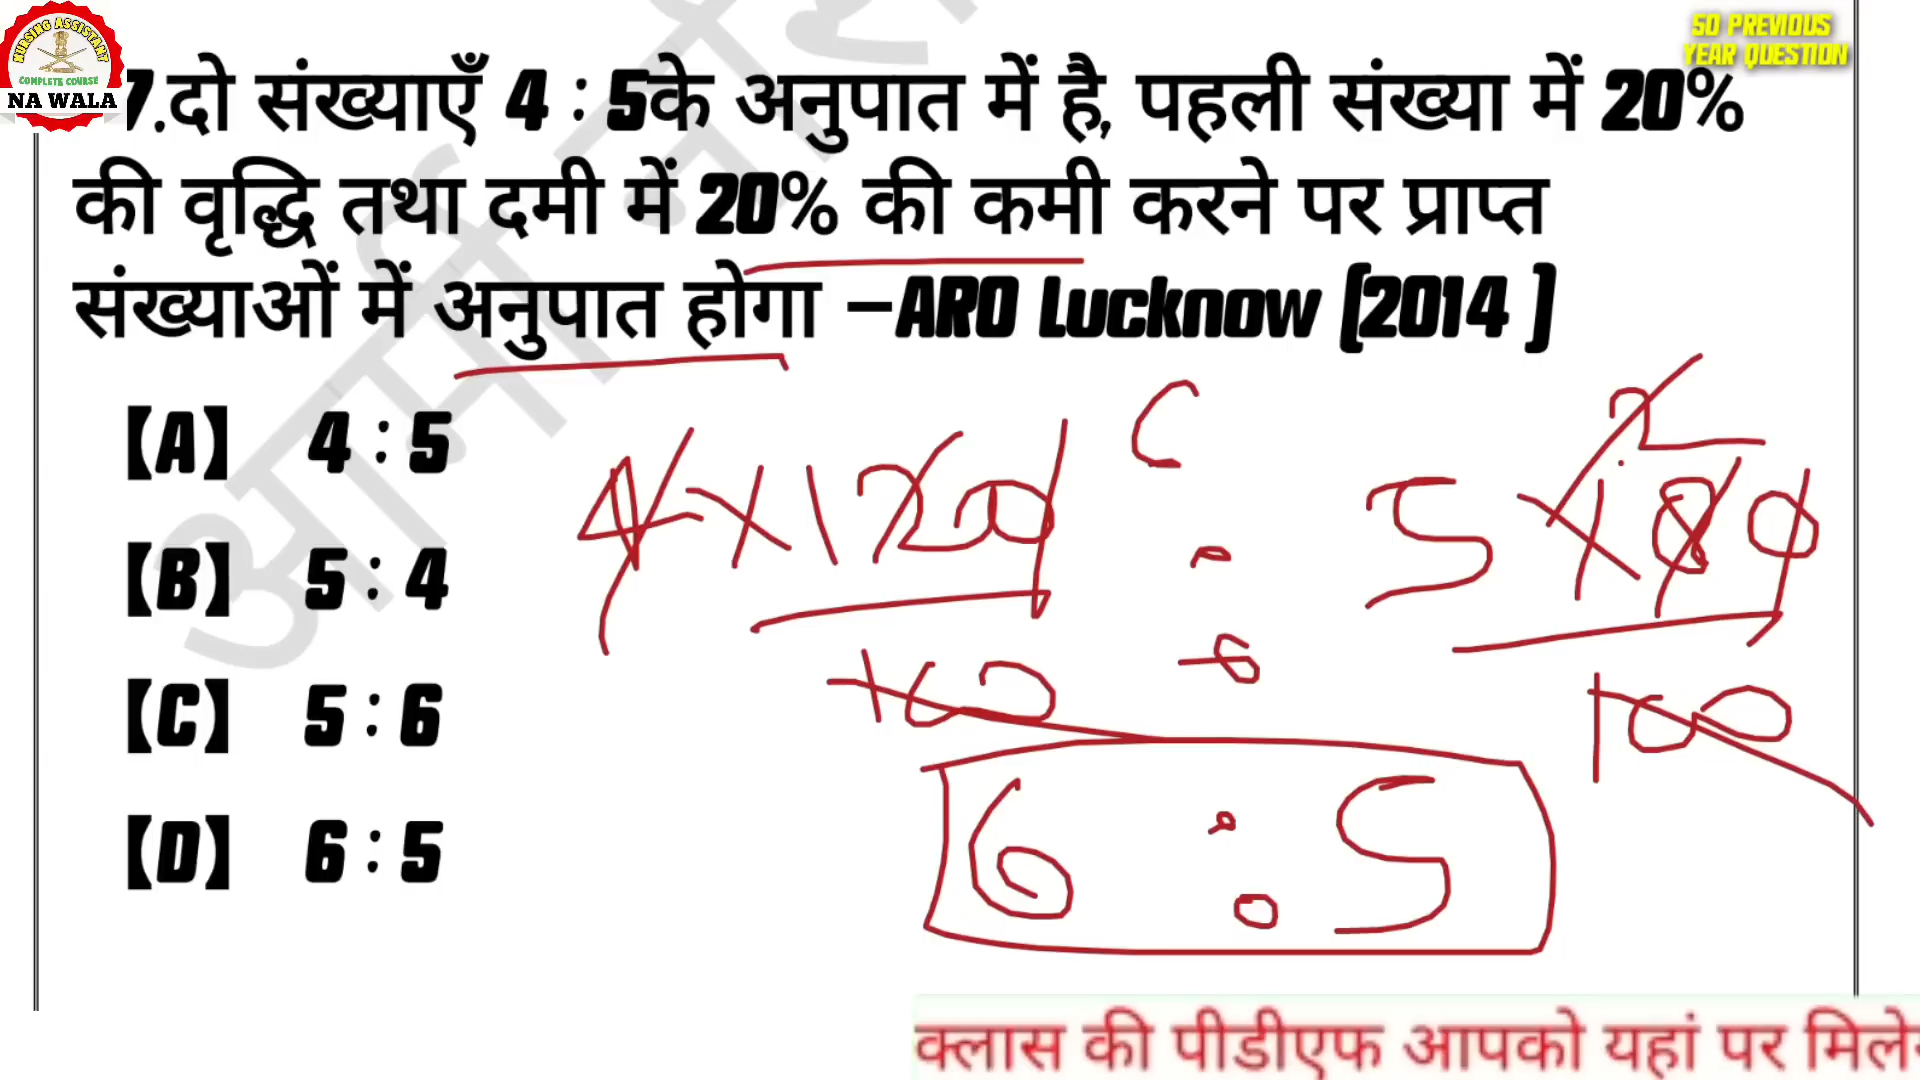 NURSING ASSISTANT
COMPLETE COURSE
NA WALA
50 PREVIOUS
YEAR QUESTION
7.दो संख्याएँ 4 : 5के अनुपात में है, पहली संख्या में 20%
की वृद्धि तथा दमी में 20% की कमी करने पर प्राप्त
संख्याओं में अनुपात होगा –ARO Lucknow (2014 )
【A】 4 : 5
【B】 5 : 4
【C】 5 : 6
【D】 6 : 5
6 2
4 × 120 : 5 × 80
100 100
6 : 5
क्लास की पीडीएफ आपको यहां पर